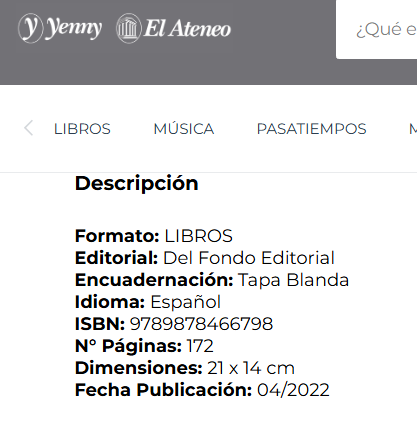 Yenny El Ateneo
¿Qué e
LIBROS MÚSICA PASATIEMPOS M
Descripción
Formato: LIBROS
Editorial: Del Fondo Editorial
Encuadernación: Tapa Blanda
Idioma: Español
ISBN: 9789878466798
N° Páginas: 172
Dimensiones: 21 x 14 cm
Fecha Publicación: 04/2022